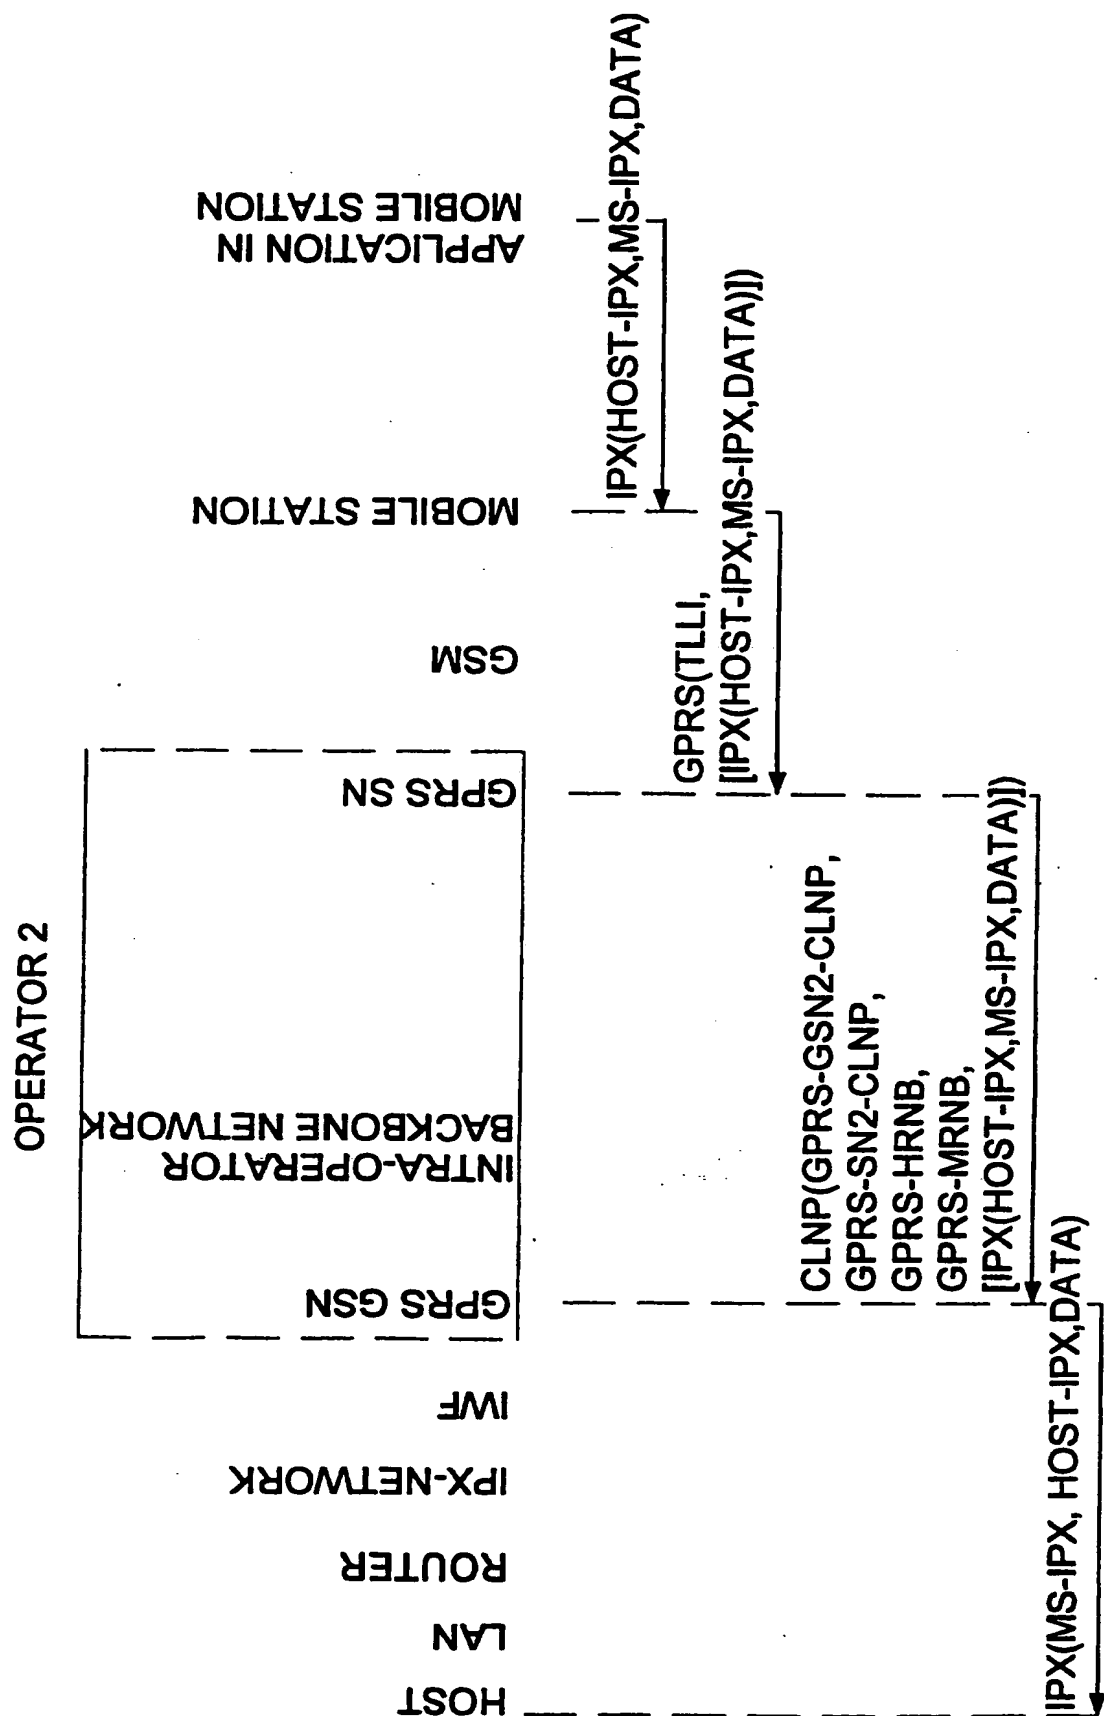 OPERATOR 2
HOST
LAN
ROUTER
IPX-NETWORK
IWF
GPRS GSN
INTRA-OPERATOR
BACKBONE NETWORK
GPRS SN
GSM
MOBILE STATION
APPLICATION IN
MOBILE STATION
IPX(HOST-IPX,MS-IPX,DATA)
GPRS(TLLI,
[IPX(HOST-IPX,MS-IPX,DATA)])
CLNP(GPRS-GSN2-CLNP,
GPRS-SN2-CLNP,
GPRS-HRNB,
GPRS-MRNB,
[IPX(HOST-IPX,MS-IPX,DATA)])
IPX(MS-IPX, HOST-IPX,DATA)